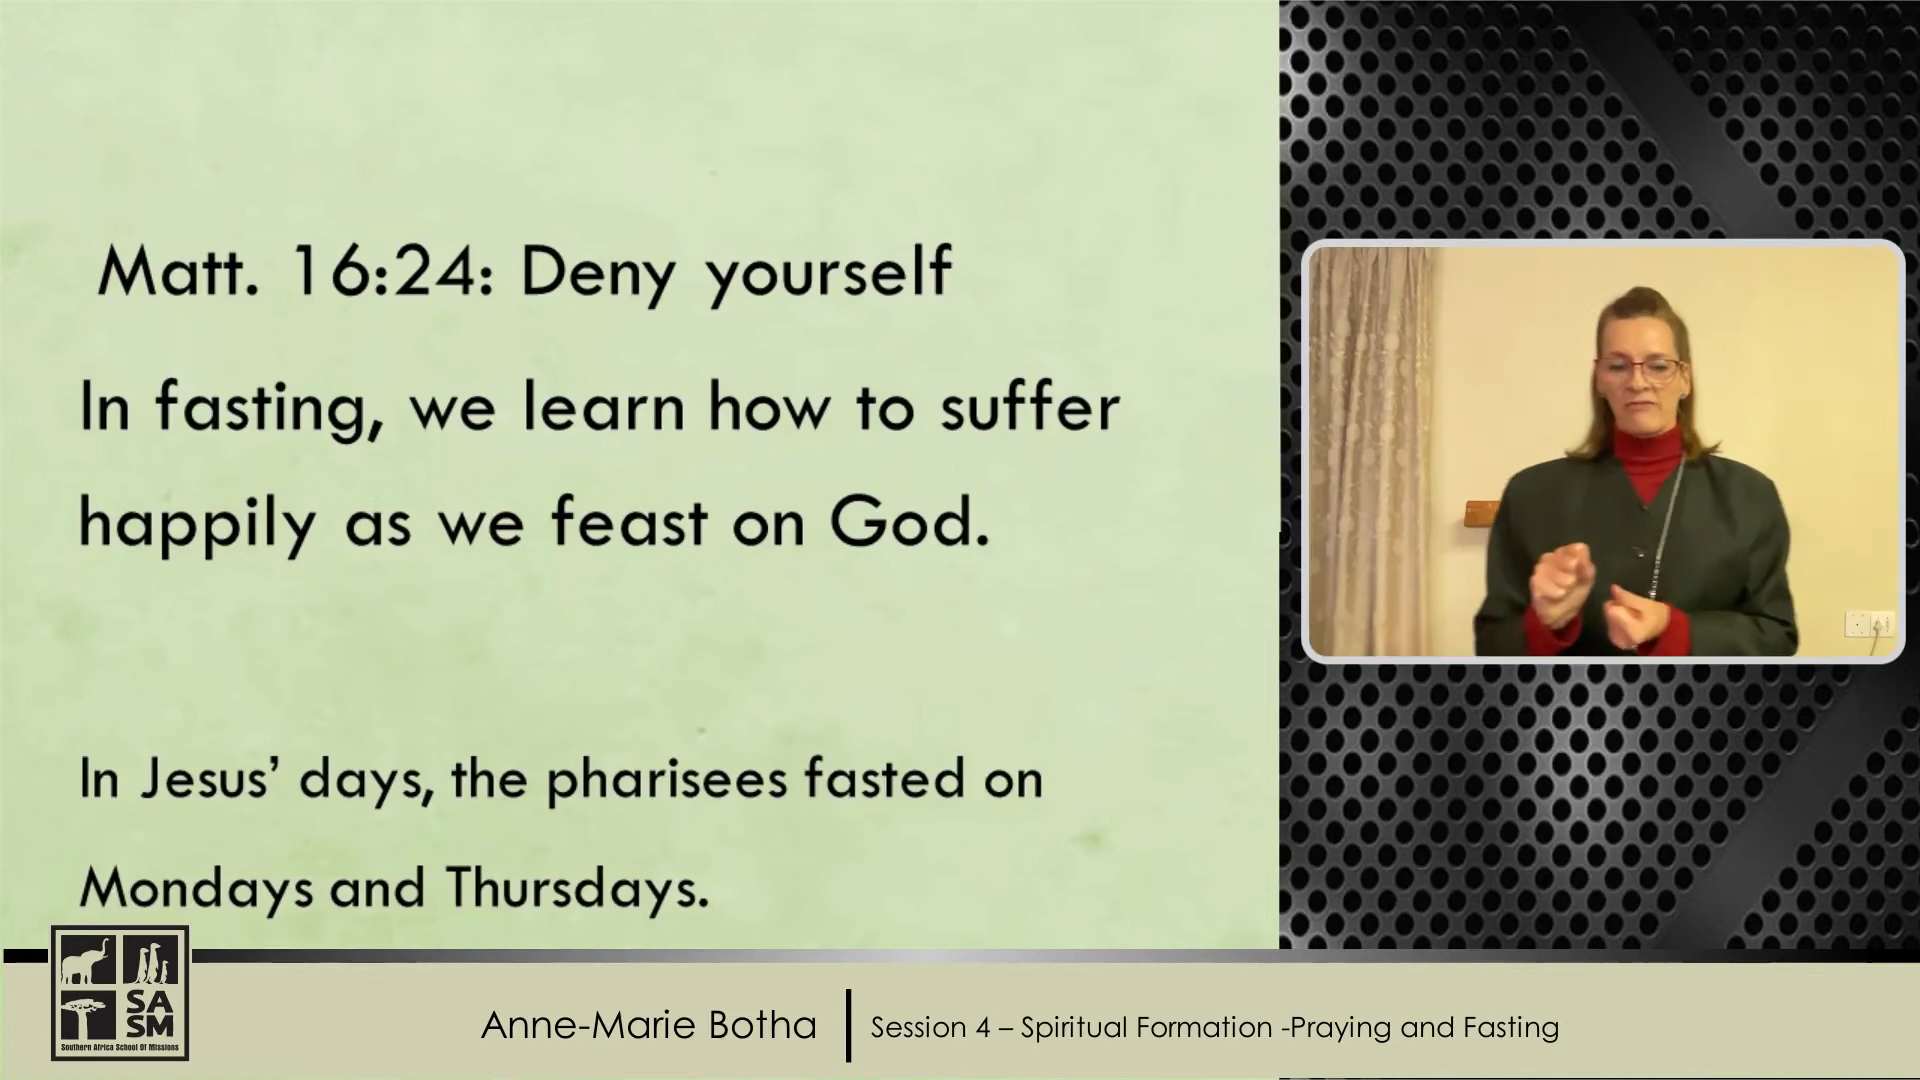 Matt. 16:24: Deny yourself
In fasting, we learn how to suffer
happily as we feast on God.
In Jesus’ days, the pharisees fasted on
Mondays and Thursdays.
SA
SM
Southern Africa School Of Missions
Anne-Marie Botha
Session 4 – Spiritual Formation -Praying and Fasting